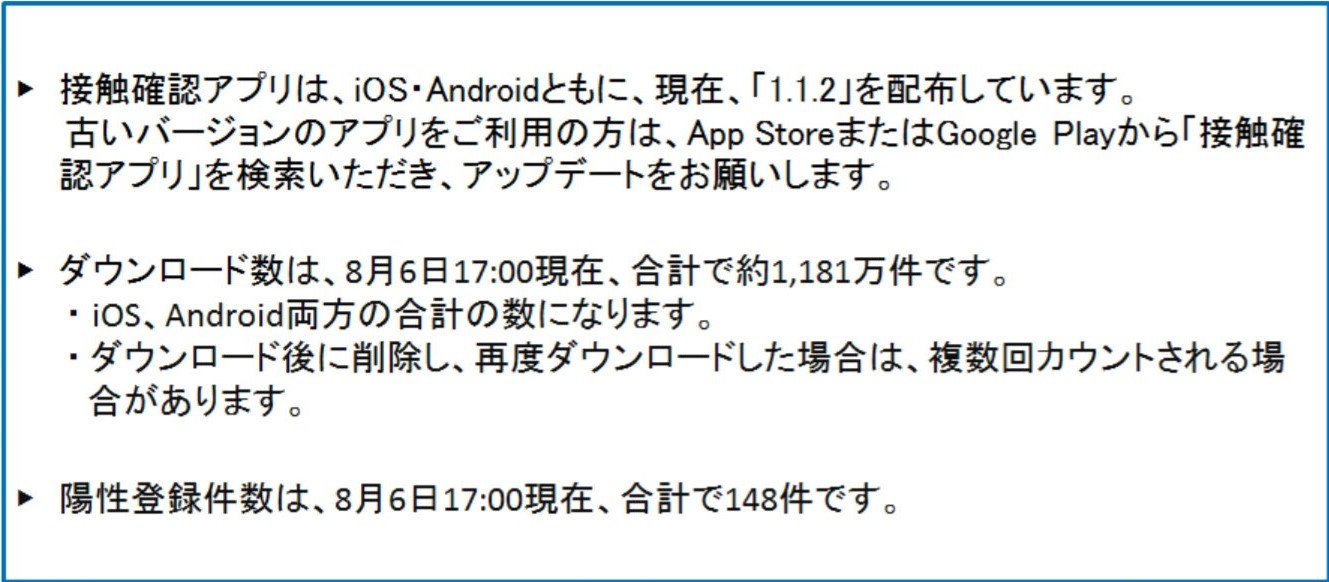 ▶ 接触確認アプリは、iOS・Androidともに、現在、「1.1.2」を配布しています。
古いバージョンのアプリをご利用の方は、App StoreまたはGoogle Playから「接触確
認アプリ」を検索いただき、アップデートをお願いします。
▶ ダウンロード数は、8月6日17:00現在、合計で約1,181万件です。
・iOS、Android両方の合計の数になります。
・ダウンロード後に削除し、再度ダウンロードした場合は、複数回カウントされる場
合があります。
▶ 陽性登録件数は、8月6日17:00現在、合計で148件です。